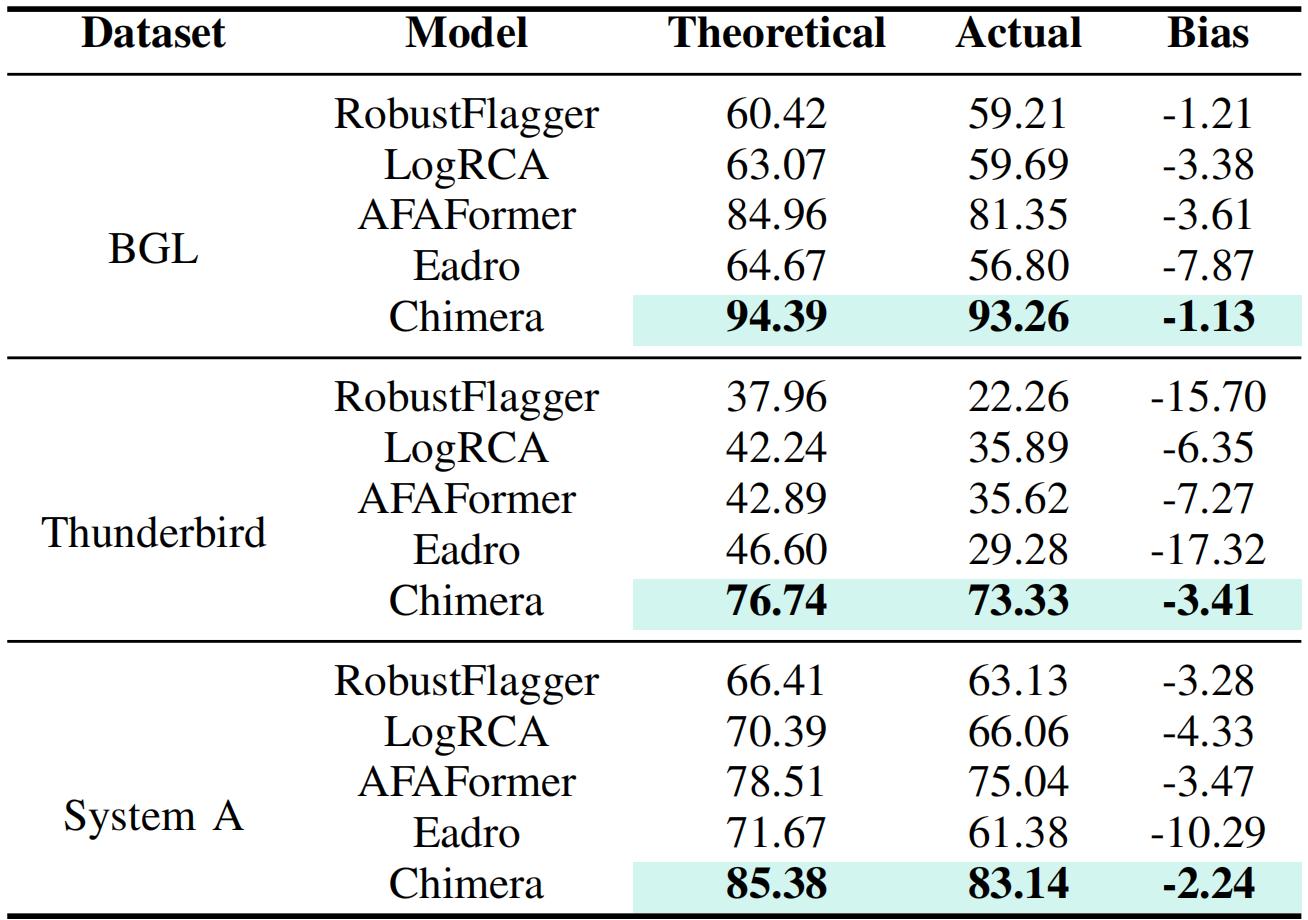 Dataset Model Theoretical Actual Bias
BGL
RobustFlagger 60.42 59.21 -1.21
LogRCA 63.07 59.69 -3.38
AFAFormer 84.96 81.35 -3.61
Eadro 64.67 56.80 -7.87
Chimera 94.39 93.26 -1.13
Thunderbird
RobustFlagger 37.96 22.26 -15.70
LogRCA 42.24 35.89 -6.35
AFAFormer 42.89 35.62 -7.27
Eadro 46.60 29.28 -17.32
Chimera 76.74 73.33 -3.41
System A
RobustFlagger 66.41 63.13 -3.28
LogRCA 70.39 66.06 -4.33
AFAFormer 78.51 75.04 -3.47
Eadro 71.67 61.38 -10.29
Chimera 85.38 83.14 -2.24